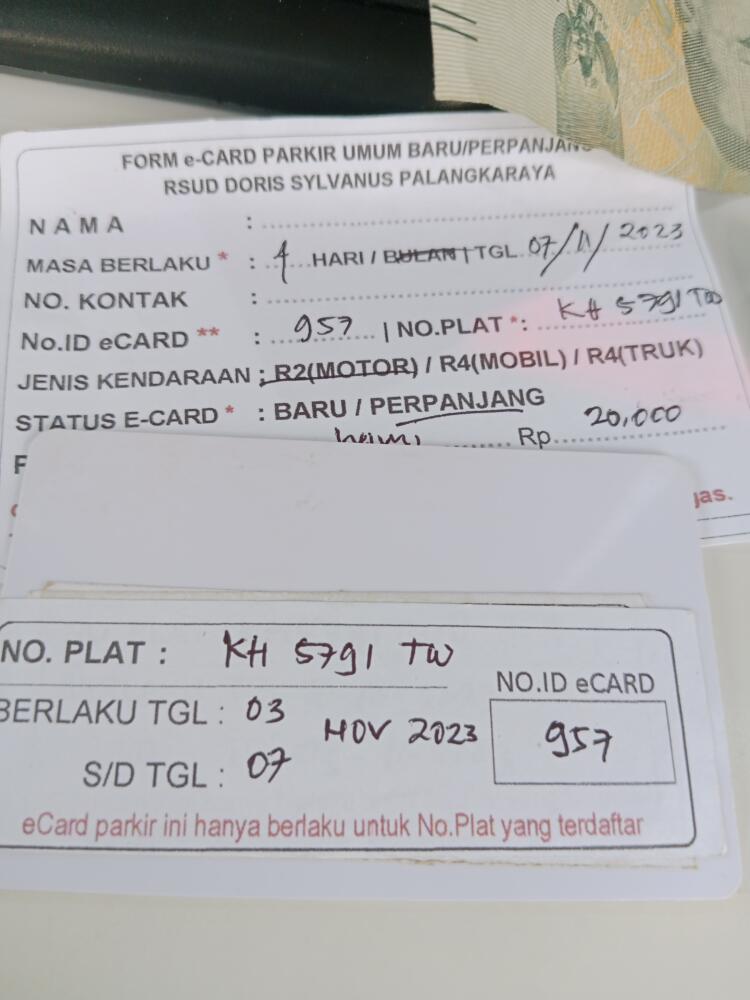 FORM e-CARD PARKIR UMUM BARU/PERPANJANG
RSUD DORIS SYLVANUS PALANGKARAYA
NAMA :
MASA BERLAKU * : 4 HARI / BULAN | TGL 07/11/2023
NO. KONTAK :
No.ID eCARD ** : 957 | NO.PLAT *: KH 5791 TW
JENIS KENDARAAN : R2(MOTOR) / R4(MOBIL) / R4(TRUK)
STATUS E-CARD * : BARU / PERPANJANG
Rp. 20,000
NO. PLAT : KH 5791 TW
BERLAKU TGL : 03 NOV 2023
S/D TGL : 07
NO.ID eCARD
957
eCard parkir ini hanya berlaku untuk No.Plat yang terdaftar